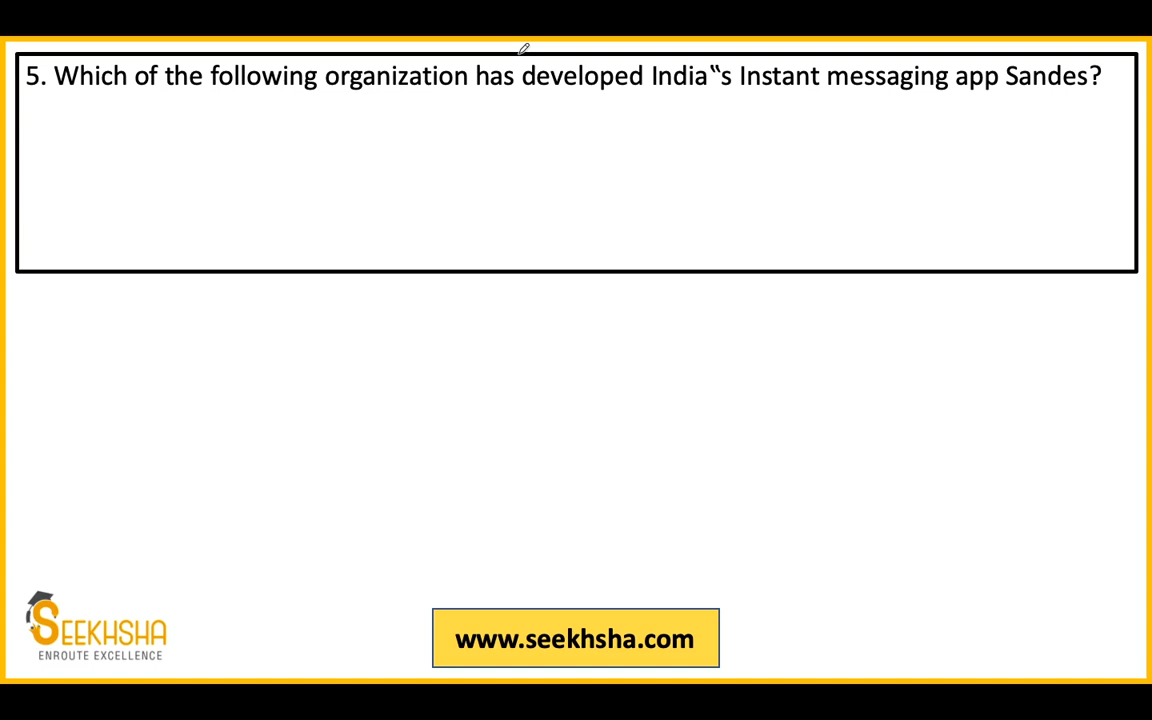 5. Which of the following organization has developed India‟s Instant messaging app Sandes?
SEEKHSHA
ENROUTE EXCELLENCE
www.seekhsha.com